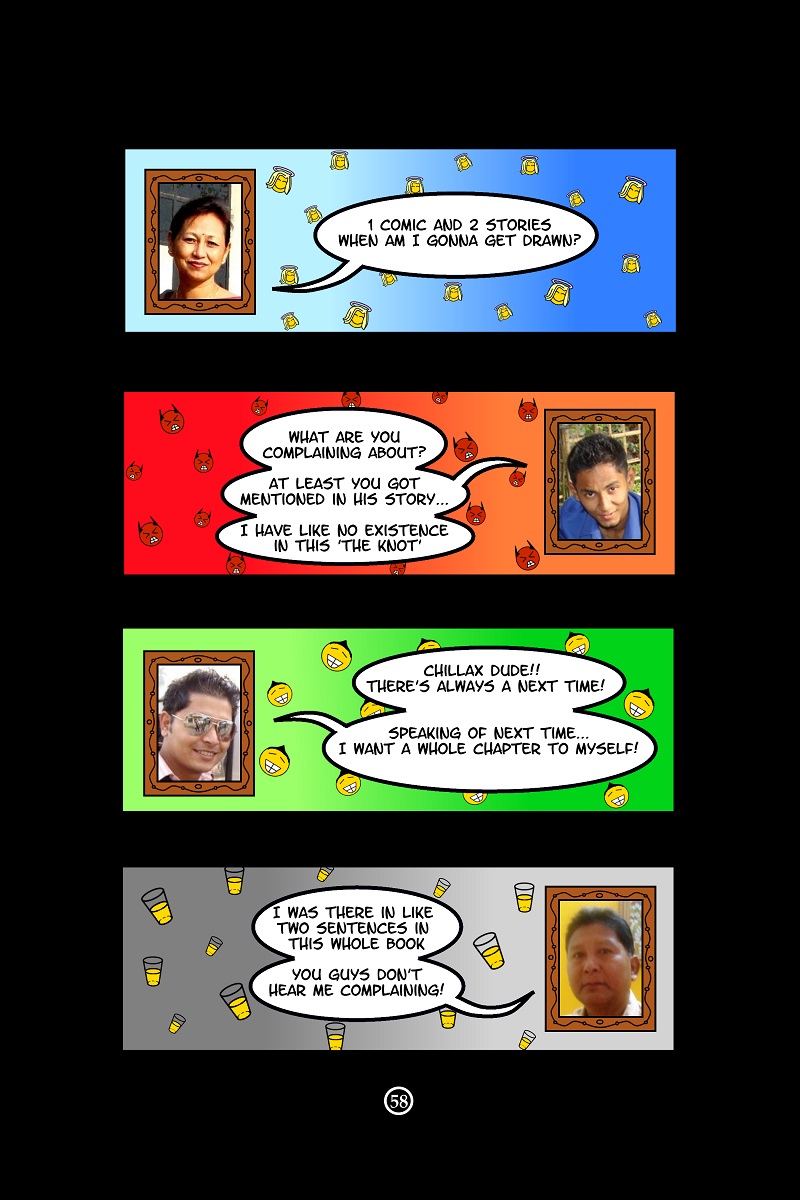 1 COMIC AND 2 STORIES
WHEN AM I GONNA GET DRAWN?
WHAT ARE YOU
COMPLAINING ABOUT?
AT LEAST YOU GOT
MENTIONED IN HIS STORY...
I HAVE LIKE NO EXISTENCE
IN THIS 'THE KNOT'
CHILLAX DUDE!!
THERE'S ALWAYS A NEXT TIME!
SPEAKING OF NEXT TIME...
I WANT A WHOLE CHAPTER TO MYSELF!
I WAS THERE IN LIKE
TWO SENTENCES IN
THIS WHOLE BOOK
YOU GUYS DON'T
HEAR ME COMPLAINING!
58